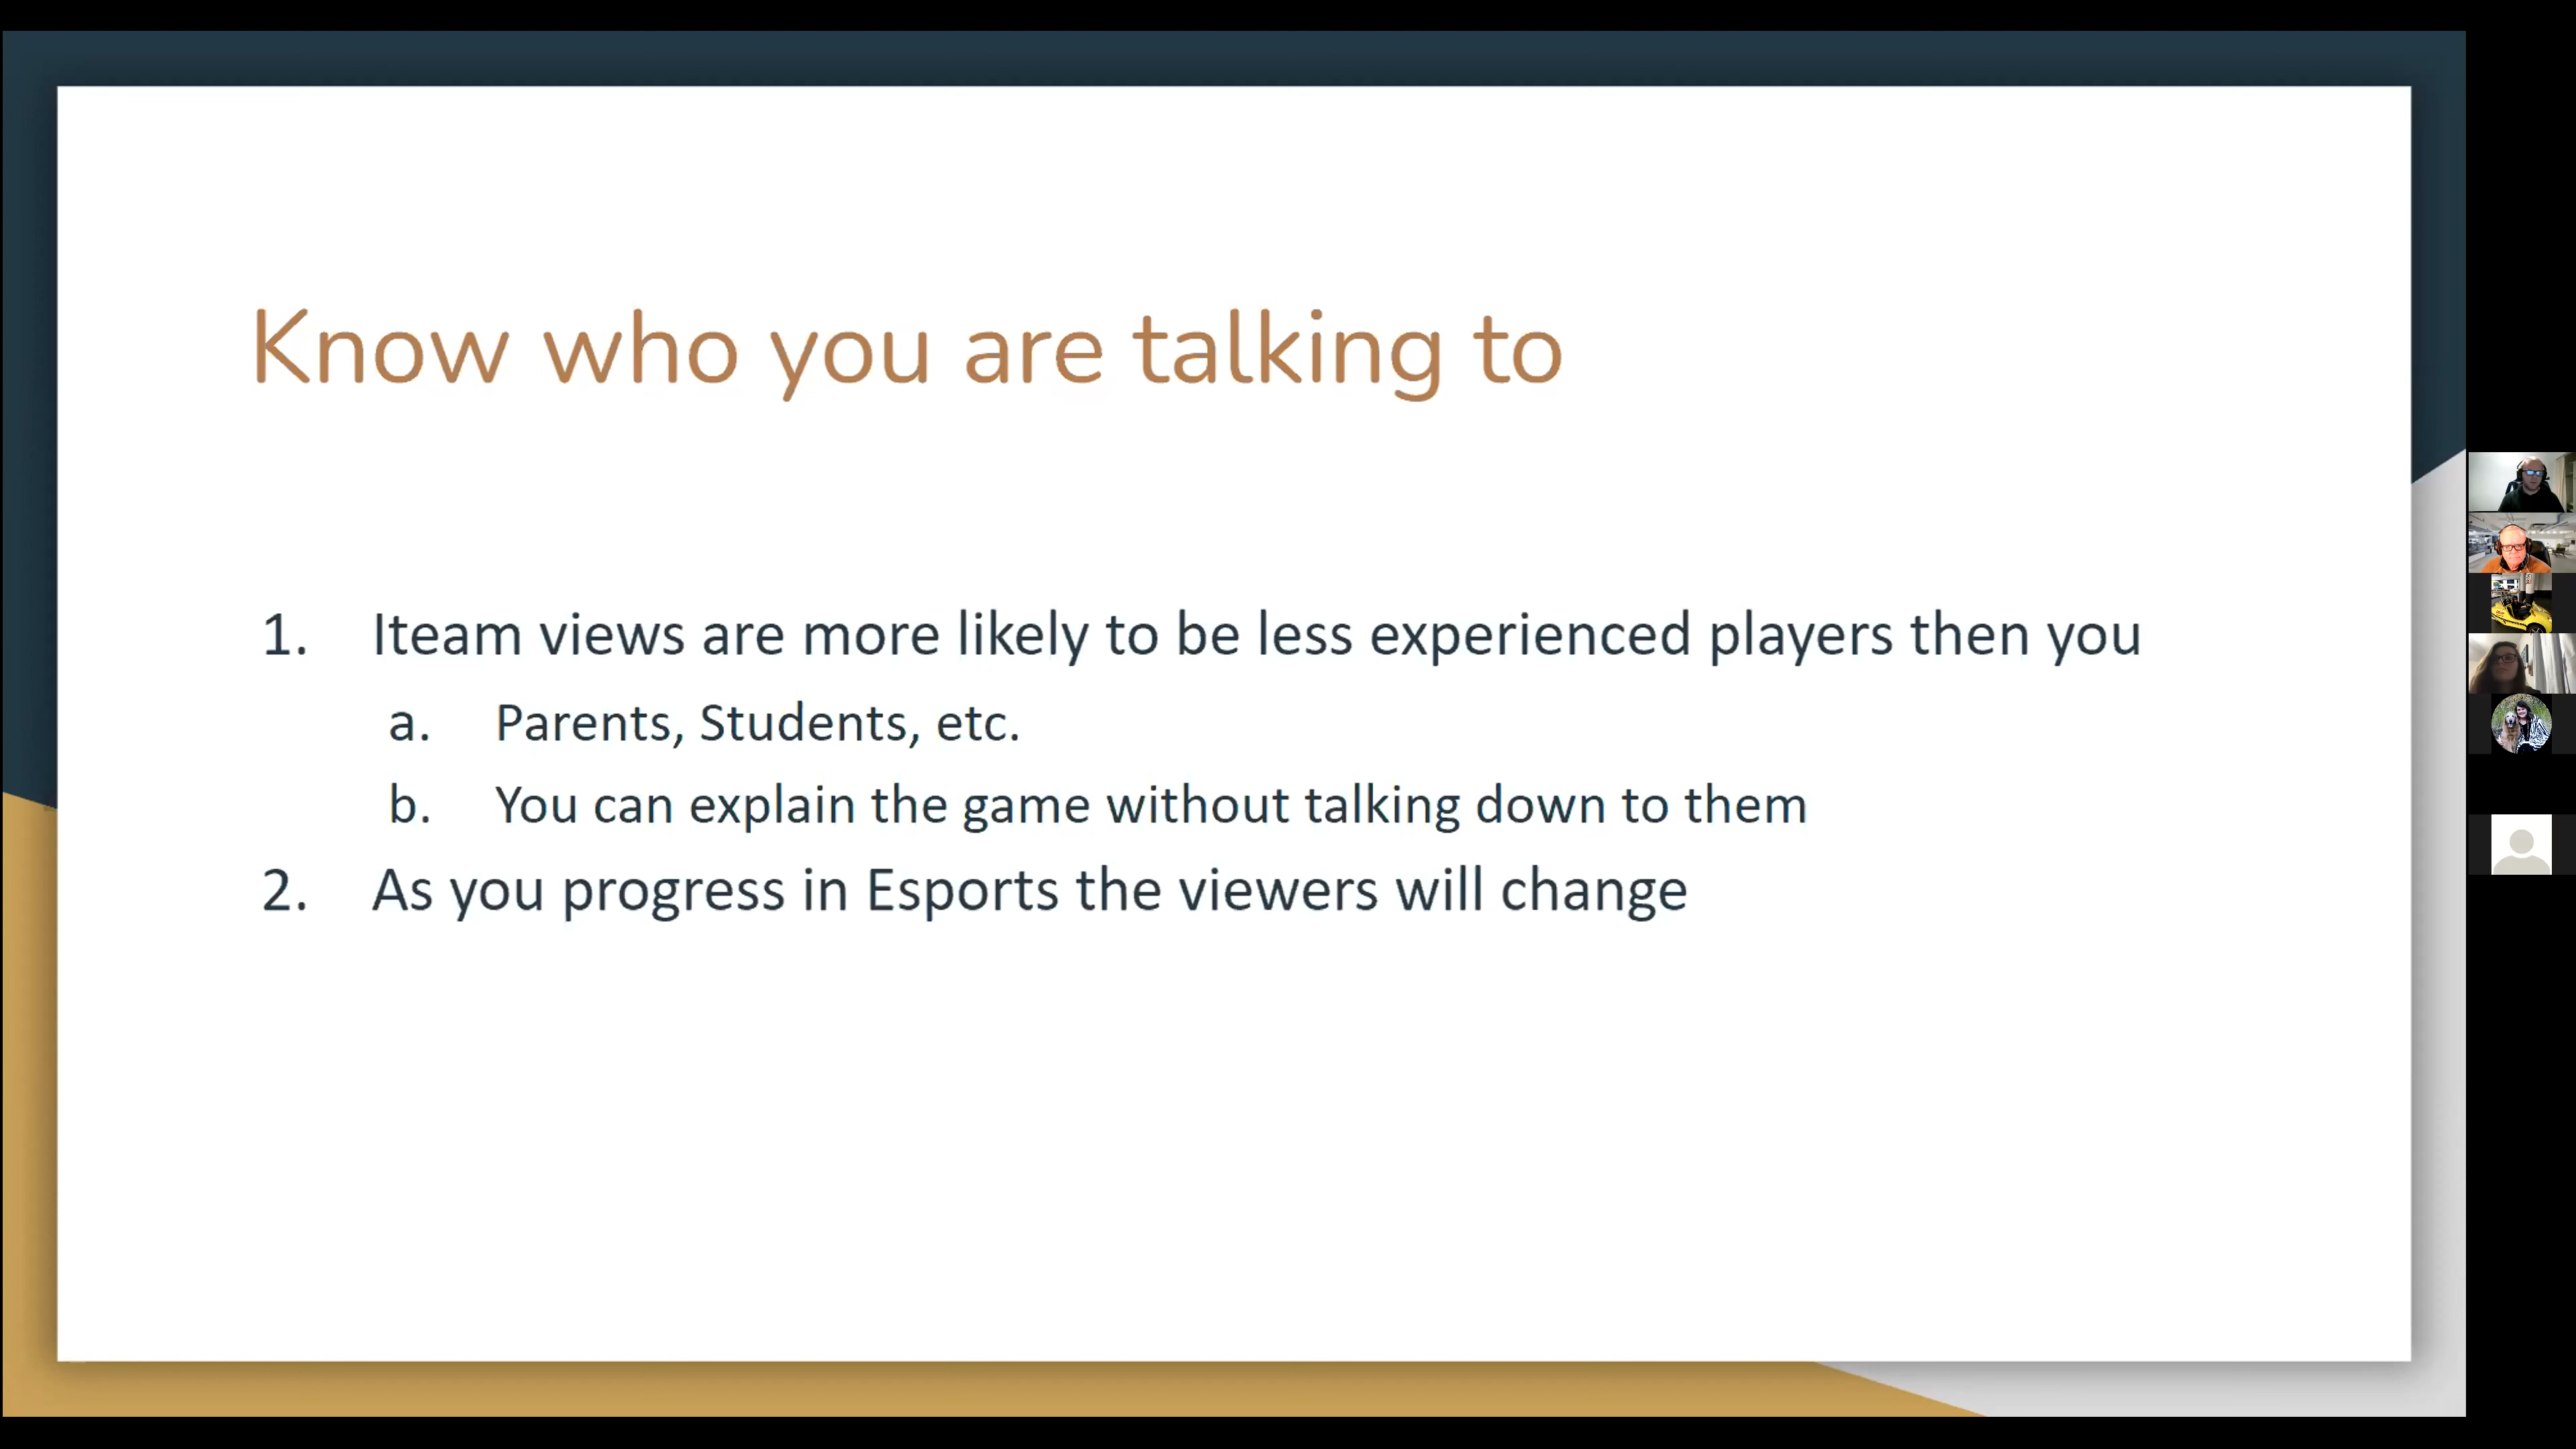 Know who you are talking to
1. Iteam views are more likely to be less experienced players then you
a. Parents, Students, etc.
b. You can explain the game without talking down to them
2. As you progress in Esports the viewers will change